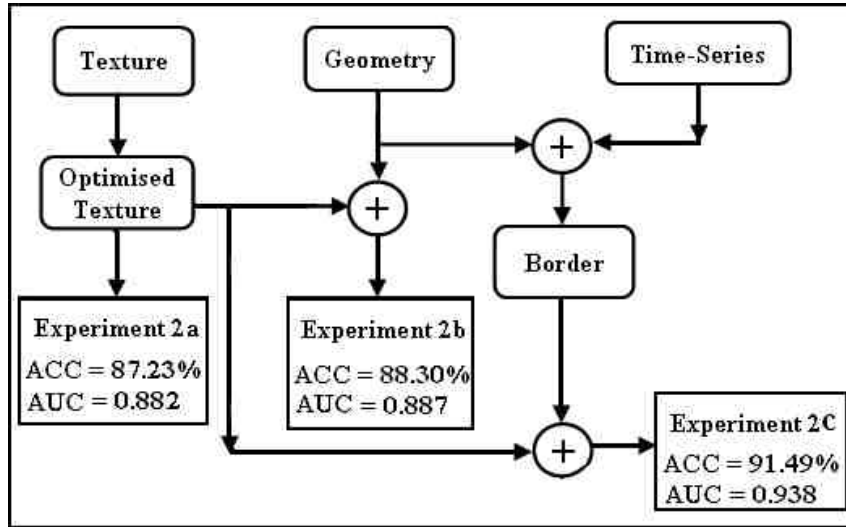 Texture
Geometry
Time-Series
Optimised
Texture
+
+
Border
Experiment 2a
ACC = 87.23%
AUC = 0.882
Experiment 2b
ACC = 88.30%
AUC = 0.887
+
Experiment 2C
ACC = 91.49%
AUC = 0.938